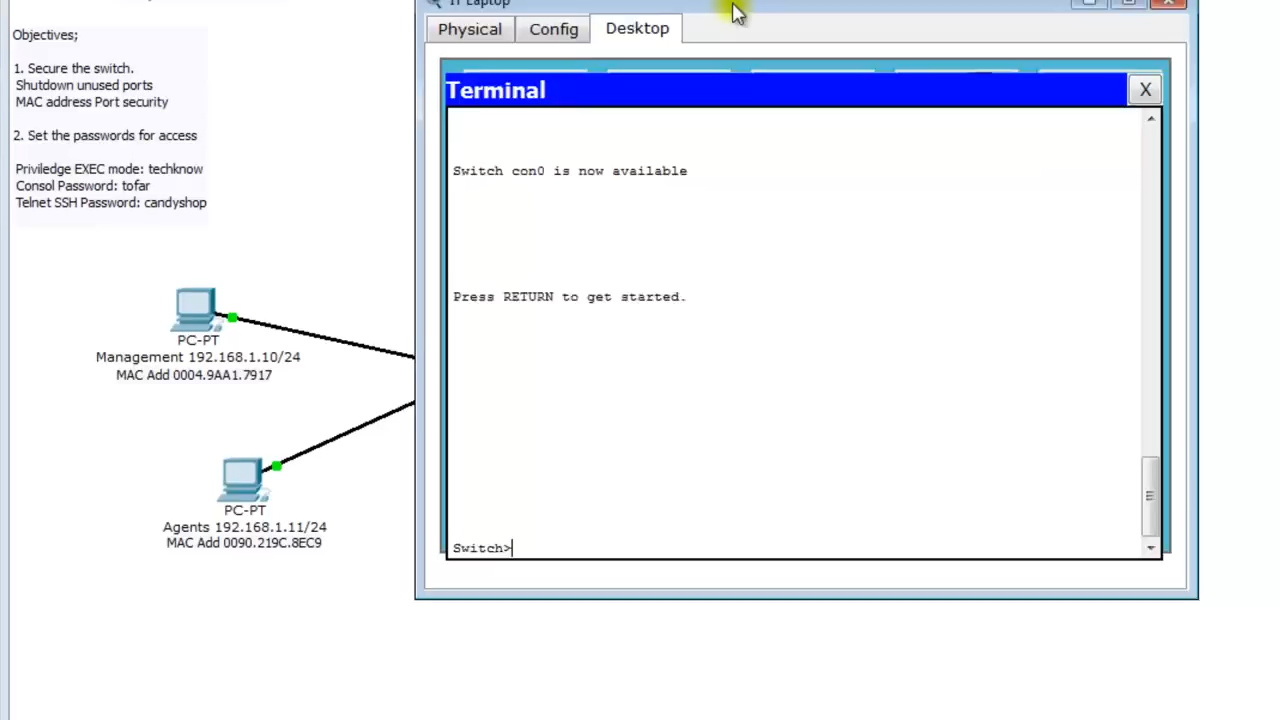 IT Laptop
Physical
Config
Desktop
Objectives;
1. Secure the switch.
Shutdown unused ports
MAC address Port security
2. Set the passwords for access
Priviledge EXEC mode: techknow
Consol Password: tofar
Telnet SSH Password: candyshop
Terminal
X
Switch con0 is now available
Press RETURN to get started.
Switch>
PC-PT
Management 192.168.1.10/24
MAC Add 0004.9AA1.7917
PC-PT
Agents 192.168.1.11/24
MAC Add 0090.219C.8EC9